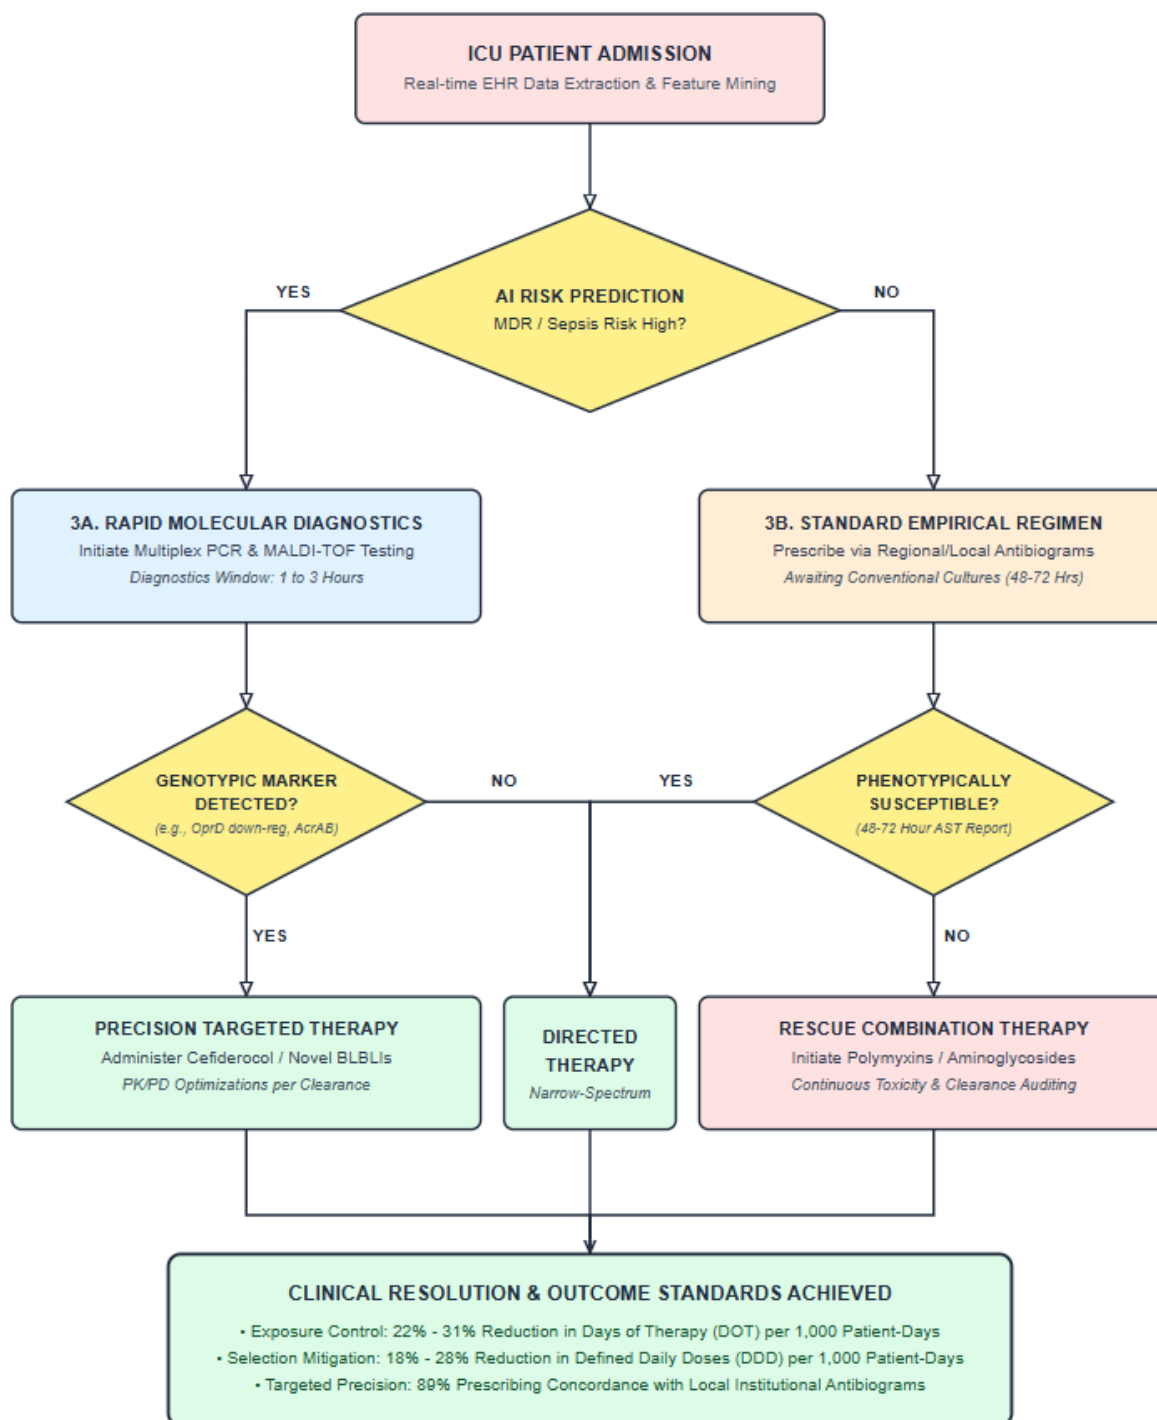 ICU PATIENT ADMISSION
Real-time EHR Data Extraction & Feature Mining
AI RISK PREDICTION
MDR / Sepsis Risk High?
YES
NO
3A. RAPID MOLECULAR DIAGNOSTICS
Initiate Multiplex PCR & MALDI-TOF Testing
Diagnostics Window: 1 to 3 Hours
3B. STANDARD EMPIRICAL REGIMEN
Prescribe via Regional/Local Antibiograms
Awaiting Conventional Cultures (48-72 Hrs)
GENOTYPIC MARKER
DETECTED?
(e.g., OprD down-reg, AcrAB)
NO
YES
PHENOTYPICALLY
SUSCEPTIBLE?
(48-72 Hour AST Report)
YES
NO
PRECISION TARGETED THERAPY
Administer Cefiderocol / Novel BLBLIs
PK/PD Optimizations per Clearance
DIRECTED
THERAPY
Narrow-Spectrum
RESCUE COMBINATION THERAPY
Initiate Polymyxins / Aminoglycosides
Continuous Toxicity & Clearance Auditing
CLINICAL RESOLUTION & OUTCOME STANDARDS ACHIEVED
• Exposure Control: 22% - 31% Reduction in Days of Therapy (DOT) per 1,000 Patient-Days
• Selection Mitigation: 18% - 28% Reduction in Defined Daily Doses (DDD) per 1,000 Patient-Days
• Targeted Precision: 89% Prescribing Concordance with Local Institutional Antibiograms